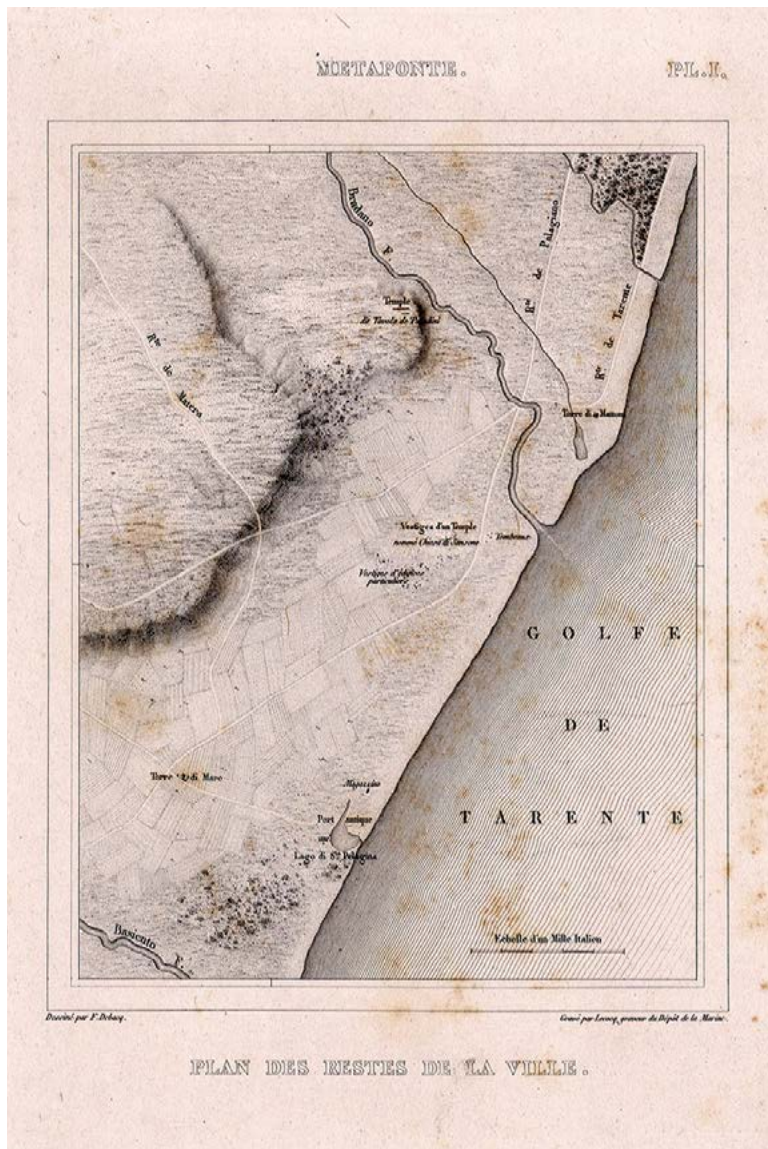 METAPONTE.
PL.I.
Bradano F.
Rte de Palagiano
Rte de Tarente
Rte de Matera
Temple
de Tavola de Paladini
Torre di Mamou
Vestiges d'un Temple
nommé Chiesa di Sansone
Tombeaux
Vestiges d'édifices
particuliers
GOLFE
DE
TARENTE
Torre di Mare
Magazzino
Port antique
ou
Lago di Sta Pelagina
Basiento F.
Echelle d'un Mille Italien
Dessiné par F. Debacq.
Gravé par Lecocq, graveur du Dépôt de la Marine.
PLAN DES RESTES DE LA VILLE.